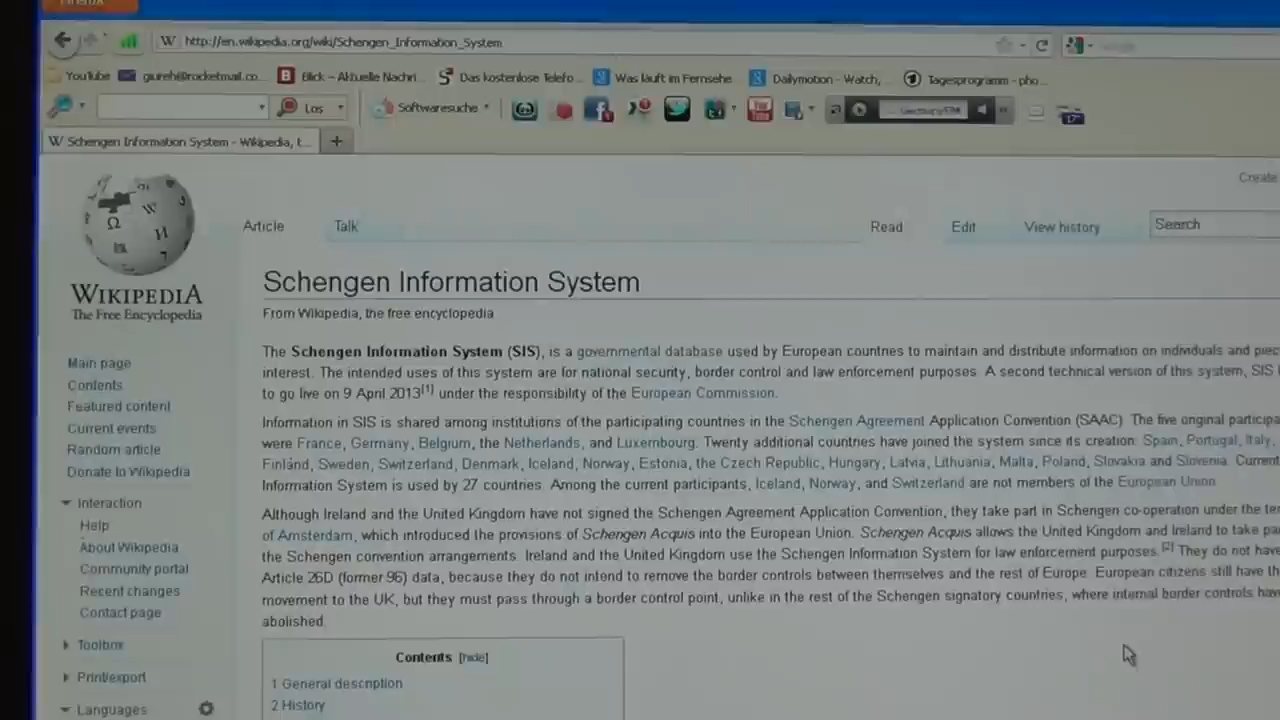 Firefox
http://en.wikipedia.org/wiki/Schengen_Information_System
YouTube giureh@rocketmail.co... Blick – Aktuelle Nachri... Das kostenlose Telefo... Was läuft im Fernsehe Dailymotion - Watch, ... Tagesprogramm - pho...
Los Softwaresuche
W Schengen Information System - Wikipedia, t...
Create
Article Talk Read Edit View history Search
WIKIPEDIA
The Free Encyclopedia
Schengen Information System
From Wikipedia, the free encyclopedia
The Schengen Information System (SIS), is a governmental database used by European countries to maintain and distribute information on individuals and piec
interest. The intended uses of this system are for national security, border control and law enforcement purposes. A second technical version of this system, SIS
to go live on 9 April 2013[1] under the responsibility of the European Commission.
Information in SIS is shared among institutions of the participating countries in the Schengen Agreement Application Convention (SAAC). The five original participa
were France, Germany, Belgium, the Netherlands, and Luxembourg. Twenty additional countries have joined the system since its creation: Spain, Portugal, Italy,
Finland, Sweden, Switzerland, Denmark, Iceland, Norway, Estonia, the Czech Republic, Hungary, Latvia, Lithuania, Malta, Poland, Slovakia and Slovenia. Current
Information System is used by 27 countries. Among the current participants, Iceland, Norway, and Switzerland are not members of the European Union.
Although Ireland and the United Kingdom have not signed the Schengen Agreement Application Convention, they take part in Schengen co-operation under the te
of Amsterdam, which introduced the provisions of Schengen Acquis into the European Union. Schengen Acquis allows the United Kingdom and Ireland to take pa
the Schengen convention arrangements. Ireland and the United Kingdom use the Schengen Information System for law enforcement purposes.[2] They do not have
Article 26D (former 96) data, because they do not intend to remove the border controls between themselves and the rest of Europe. European citizens still have th
movement to the UK, but they must pass through a border control point, unlike in the rest of the Schengen signatory countries, where internal border controls hav
abolished.
Main page
Contents
Featured content
Current events
Random article
Donate to Wikipedia
Interaction
Help
About Wikipedia
Community portal
Recent changes
Contact page
Toolbox
Print/export
Languages
Contents [hide]
1 General description
2 History